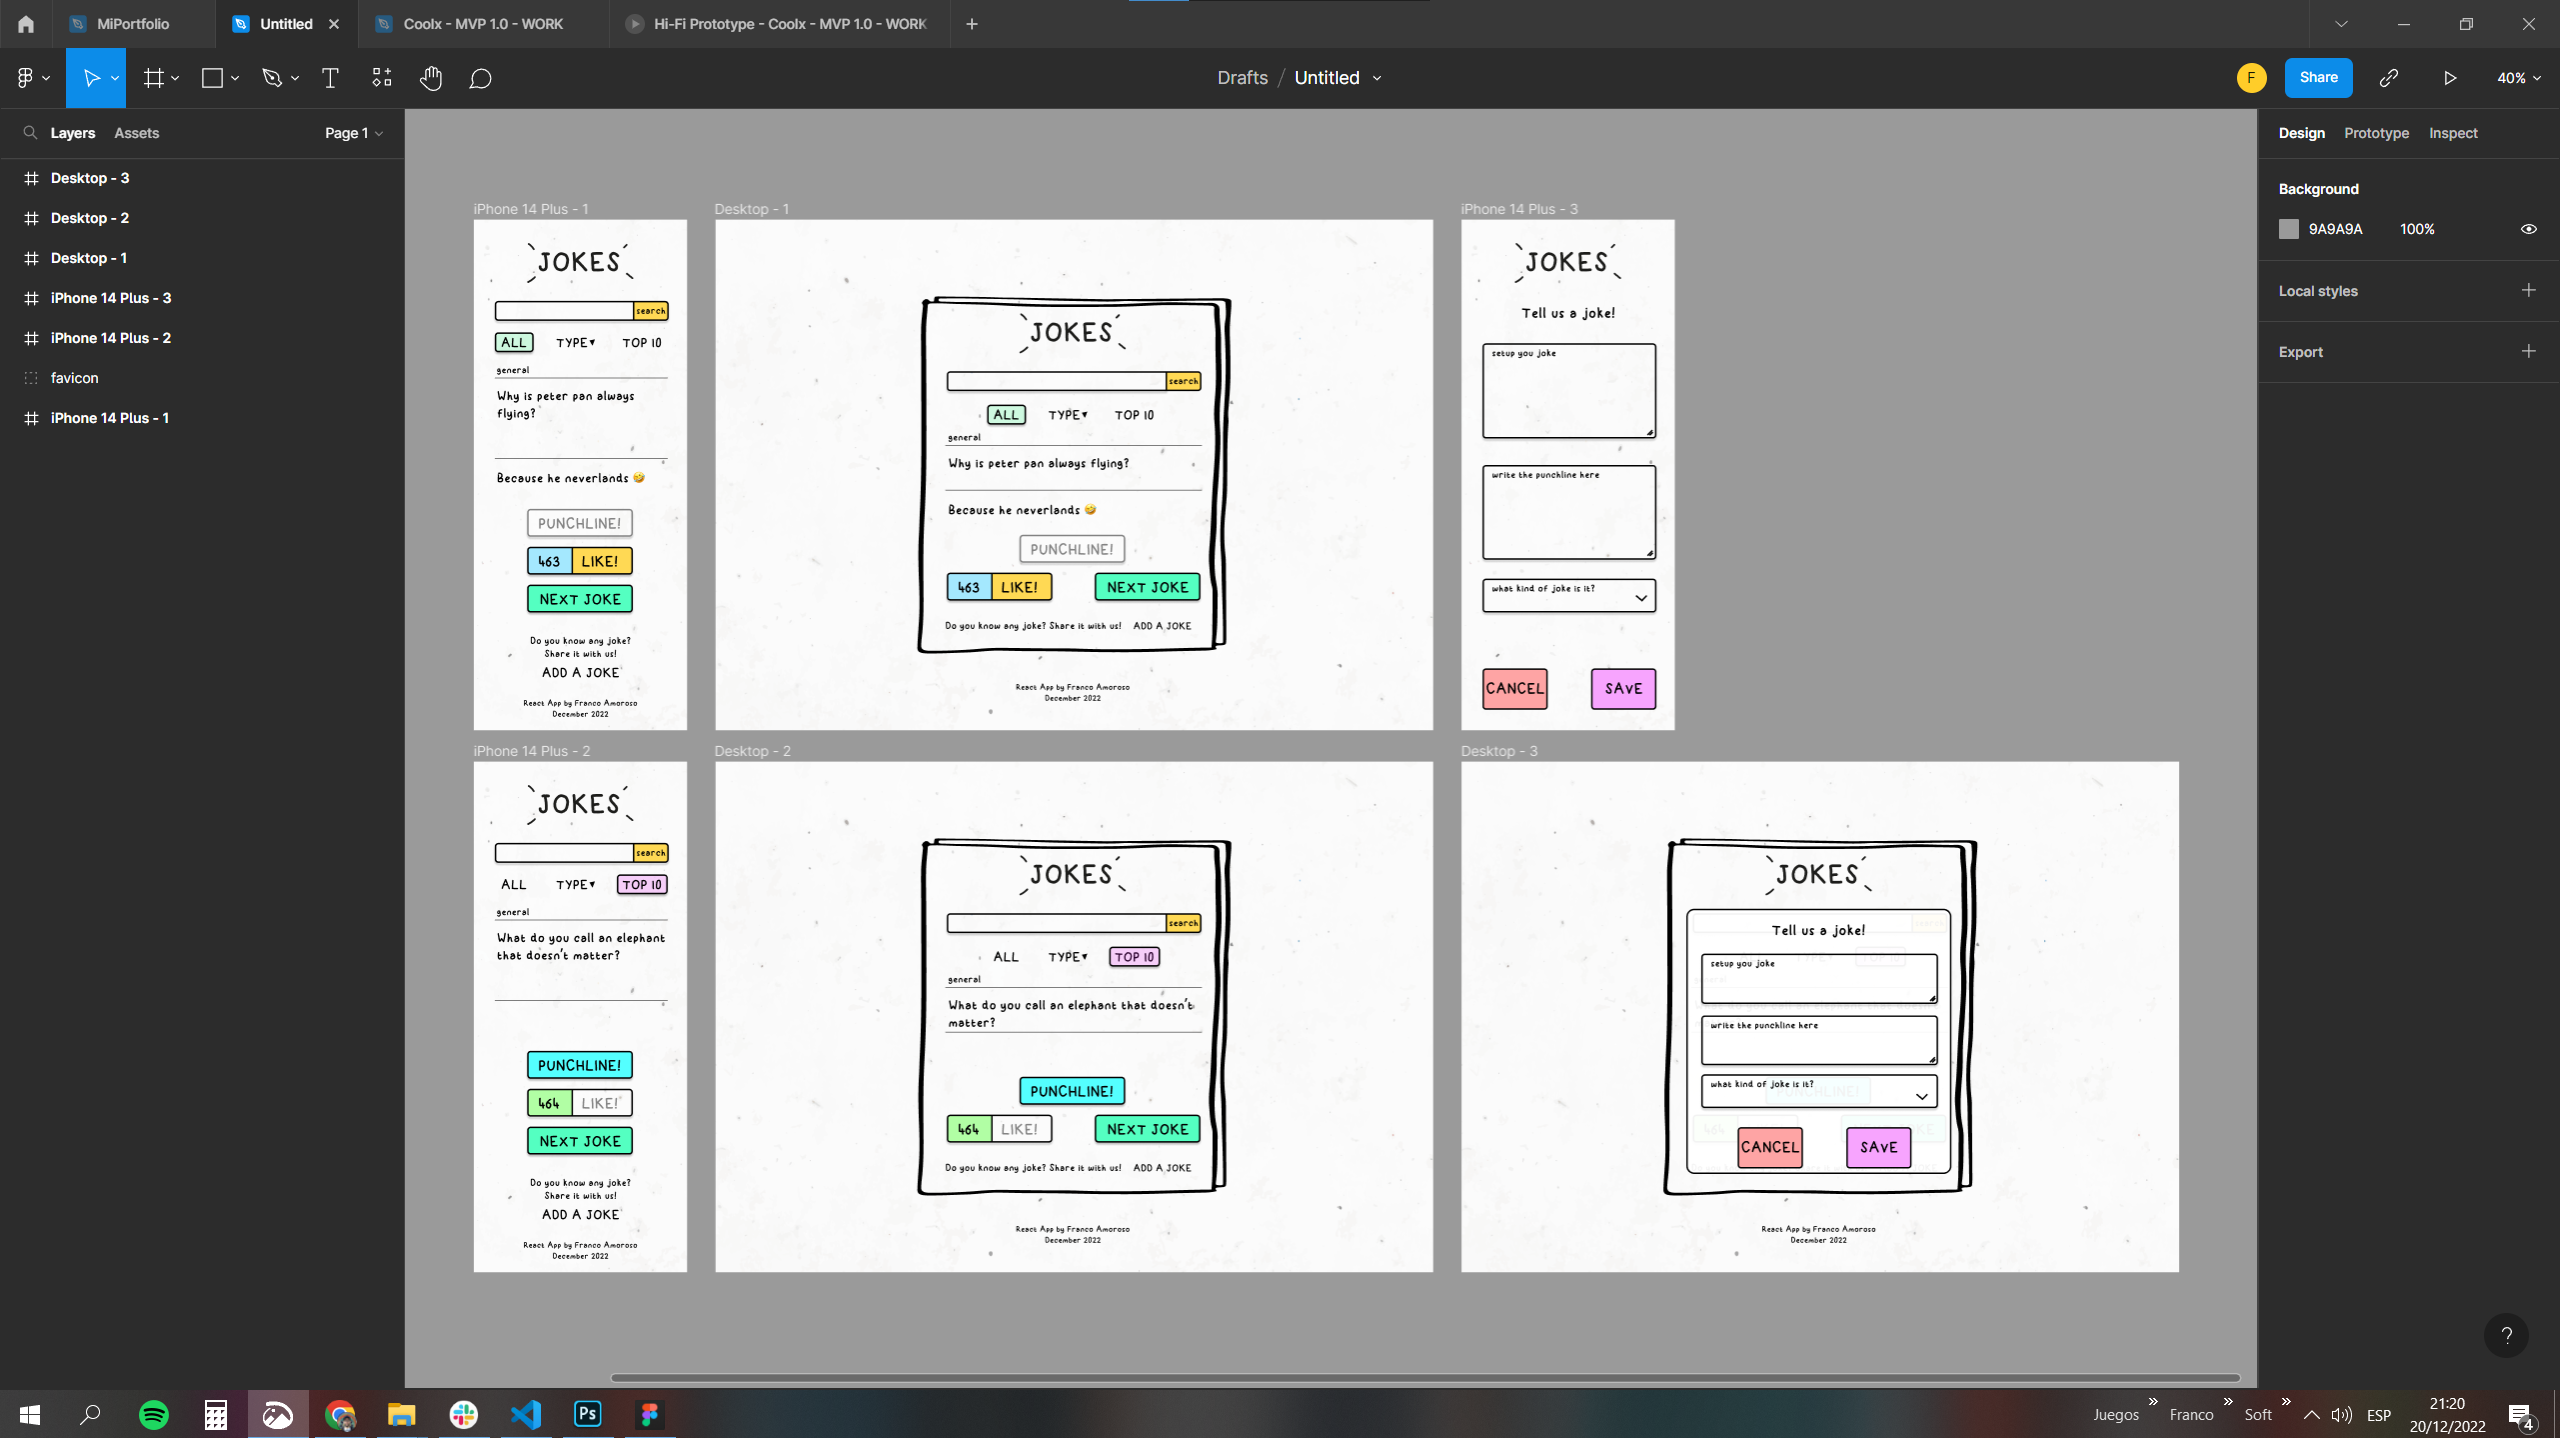 MiPortfolio
Untitled
Coolx - MVP 1.0 - WORK
Hi-Fi Prototype - Coolx - MVP 1.0 - WORK
Drafts / Untitled
F
Share
40%
Layers
Assets
Page 1
Desktop - 3
Desktop - 2
Desktop - 1
iPhone 14 Plus - 3
iPhone 14 Plus - 2
favicon
iPhone 14 Plus - 1
iPhone 14 Plus - 1
JOKES
search
ALL TYPE▾ TOP 10
general
Why is peter pan always
flying?
Because he neverlands 🤣
PUNCHLINE!
463 LIKE!
NEXT JOKE
Do you know any joke?
Share it with us!
ADD A JOKE
React App by Franco Amoroso
December 2022
Desktop - 1
JOKES
search
ALL TYPE▾ TOP 10
general
Why is peter pan always flying?
Because he neverlands 🤣
PUNCHLINE!
463 LIKE! NEXT JOKE
Do you know any joke? Share it with us! ADD A JOKE
React App by Franco Amoroso
December 2022
iPhone 14 Plus - 3
JOKES
Tell us a joke!
setup you joke
write the punchline here
what kind of joke is it?
CANCEL SAVE
iPhone 14 Plus - 2
JOKES
search
ALL TYPE▾ TOP 10
general
What do you call an elephant
that doesn't matter?
PUNCHLINE!
464 LIKE!
NEXT JOKE
Do you know any joke?
Share it with us!
ADD A JOKE
React App by Franco Amoroso
December 2022
Desktop - 2
JOKES
search
ALL TYPE▾ TOP 10
general
What do you call an elephant that doesn't
matter?
PUNCHLINE!
464 LIKE! NEXT JOKE
Do you know any joke? Share it with us! ADD A JOKE
React App by Franco Amoroso
December 2022
Desktop - 3
JOKES
Tell us a joke!
setup you joke
write the punchline here
what kind of joke is it?
CANCEL SAVE
React App by Franco Amoroso
December 2022
Design
Prototype
Inspect
Background
9A9A9A 100%
Local styles
Export
?
Ps
Juegos
Franco
Soft
ESP
21:20
20/12/2022
4